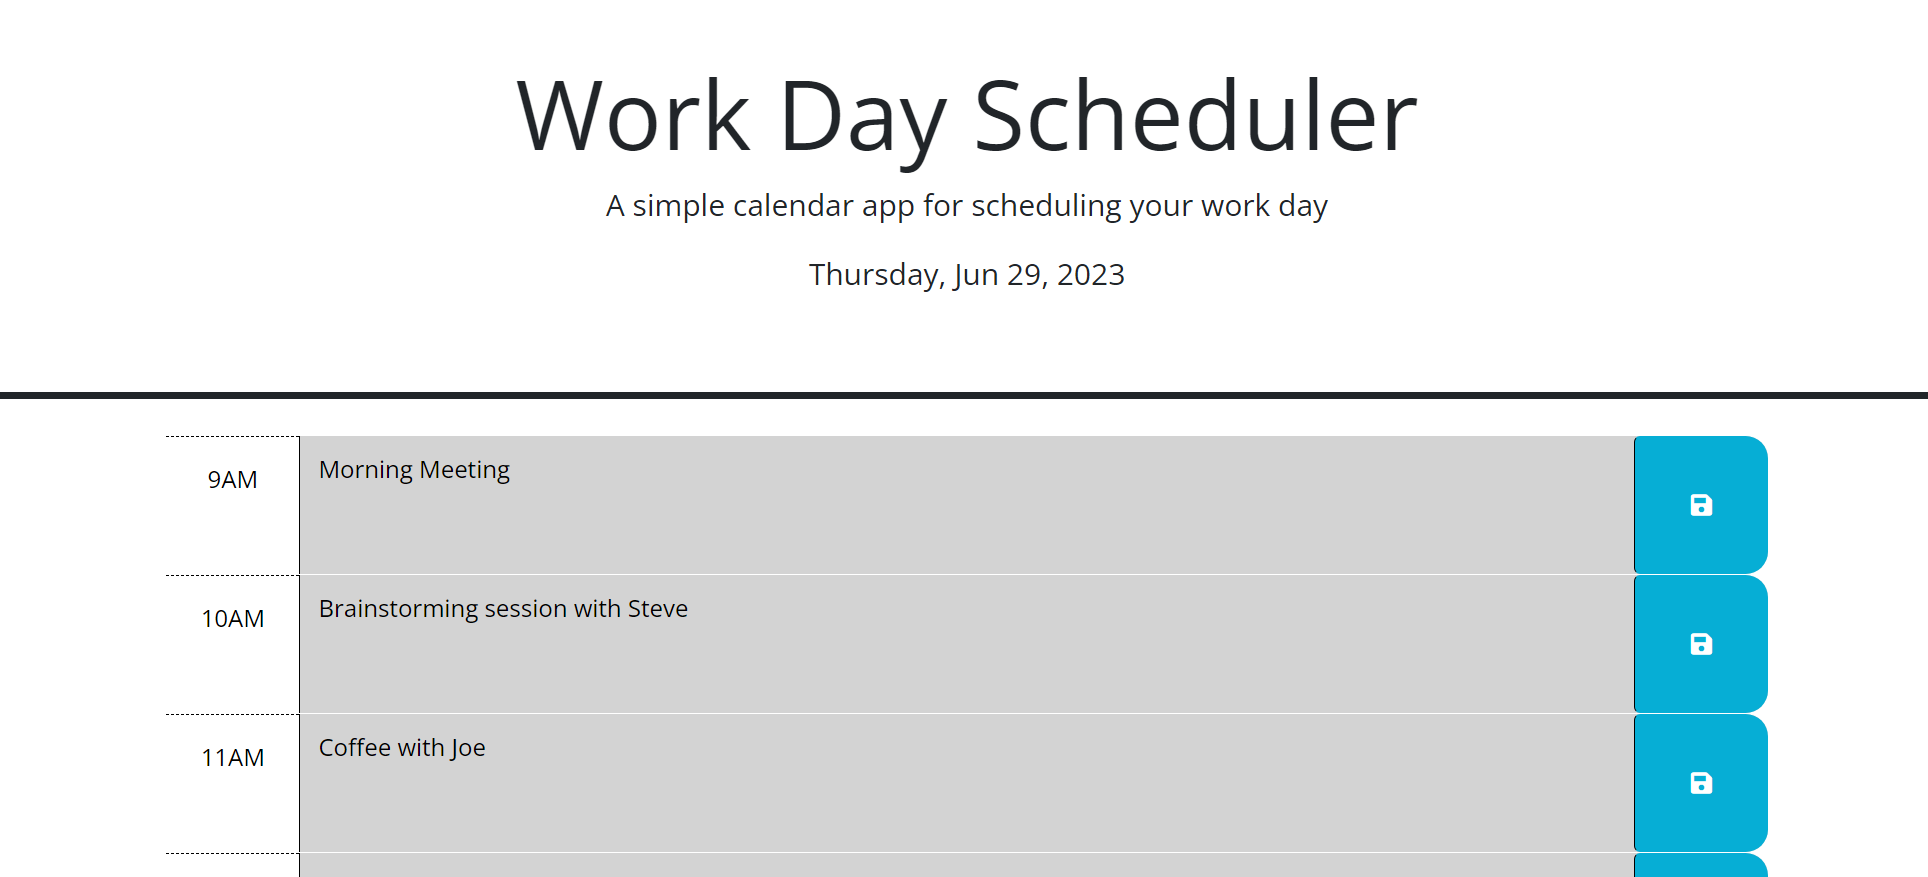 Work Day Scheduler
A simple calendar app for scheduling your work day
Thursday, Jun 29, 2023
9AM
Morning Meeting
10AM
Brainstorming session with Steve
11AM
Coffee with Joe